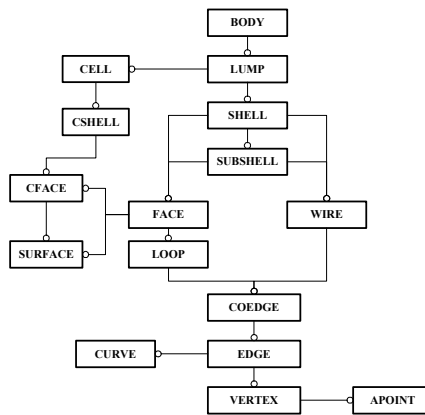 BODY
CELL
LUMP
CSHELL
SHELL
SUBSHELL
CFACE
FACE
WIRE
SURFACE
LOOP
COEDGE
CURVE
EDGE
VERTEX
APOINT